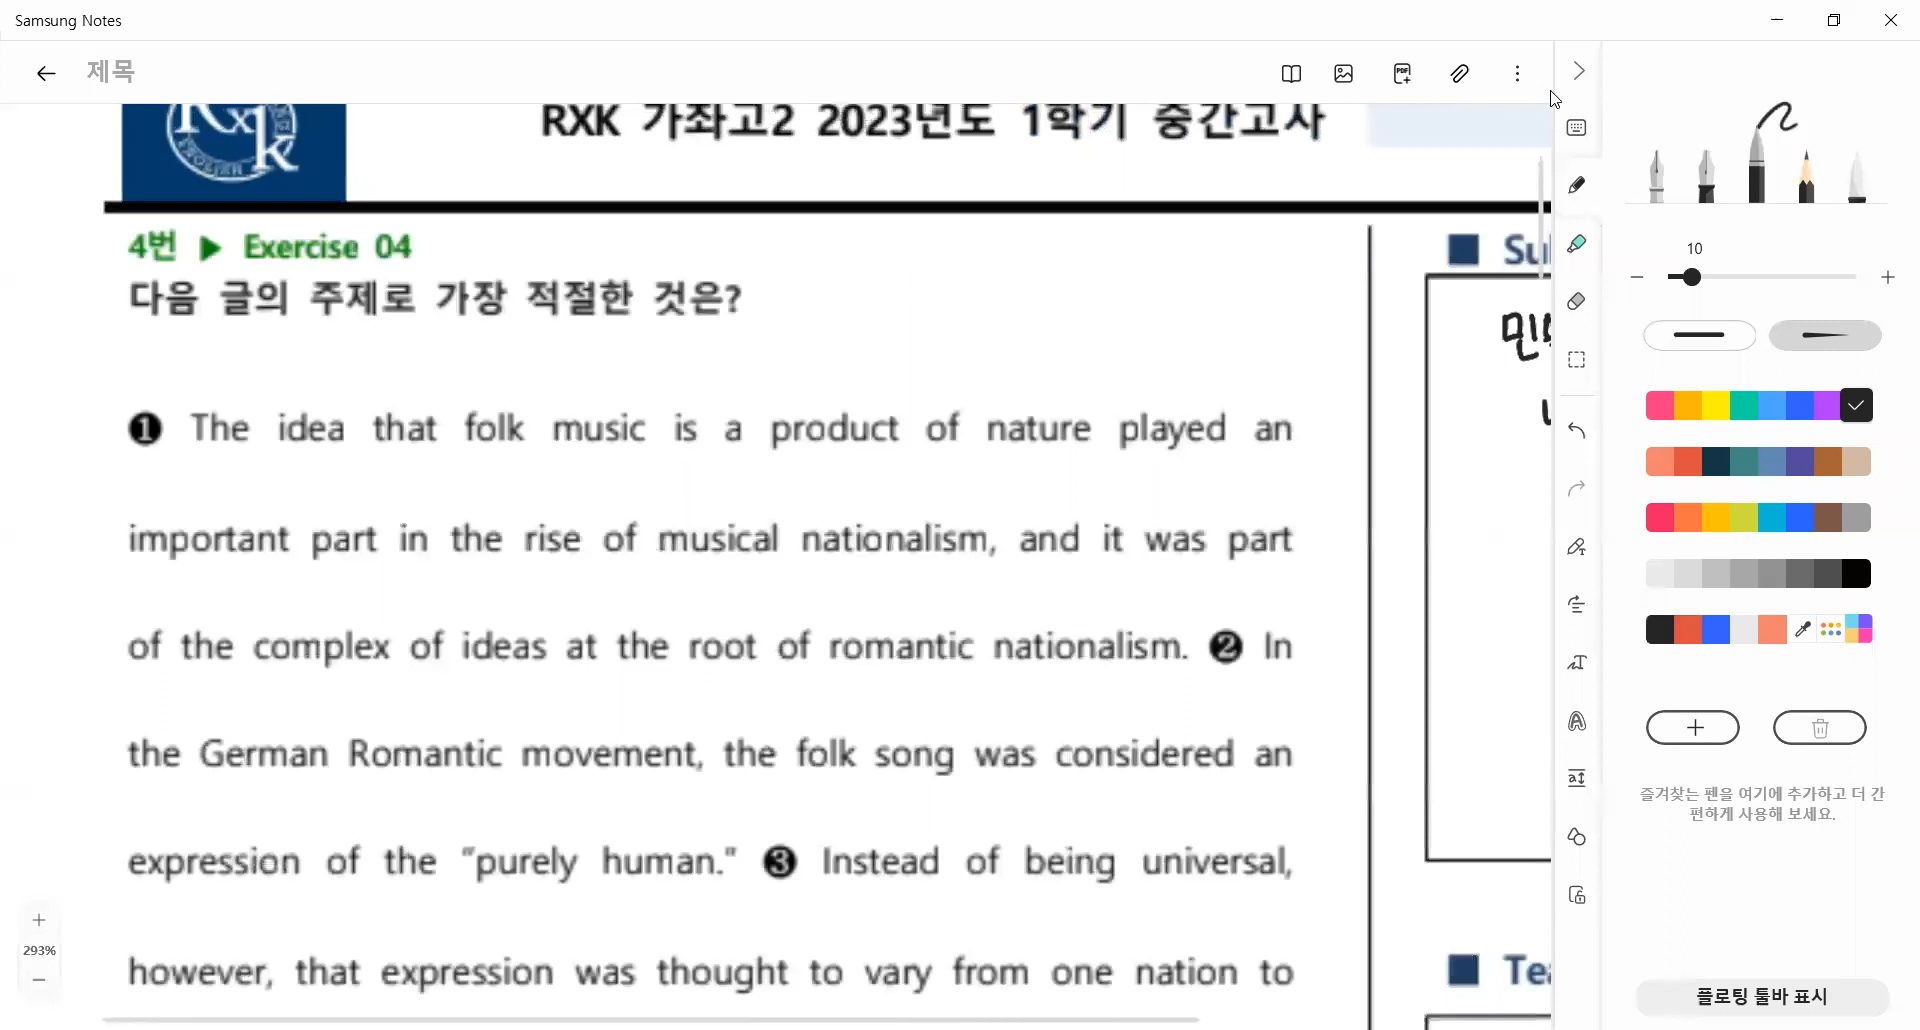 Samsung Notes
제목
RXK 가좌고2 2023년도 1학기 중간고사
Rxk
ENGLISH
4번 ▶ Exercise 04
다음 글의 주제로 가장 적절한 것은?
❶ The idea that folk music is a product of nature played an
important part in the rise of musical nationalism, and it was part
of the complex of ideas at the root of romantic nationalism. ❷ In
the German Romantic movement, the folk song was considered an
expression of the "purely human." ❸ Instead of being universal,
however, that expression was thought to vary from one nation to
293%
10
즐겨찾는 펜을 여기에 추가하고 더 간
편하게 사용해 보세요.
플로팅 툴바 표시